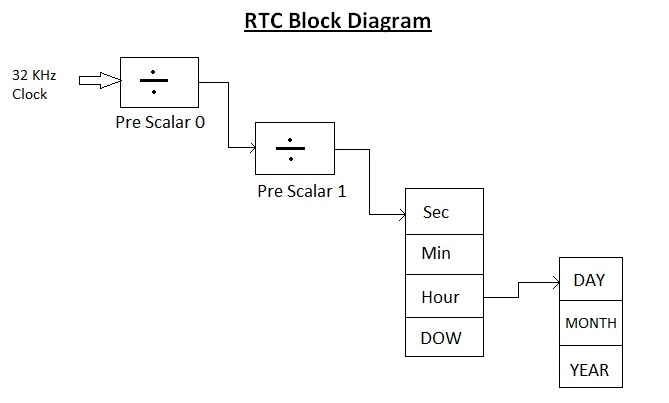 RTC Block Diagram
32 KHz
Clock
Pre Scalar 0
Pre Scalar 1
Sec
Min
Hour
DOW
DAY
MONTH
YEAR